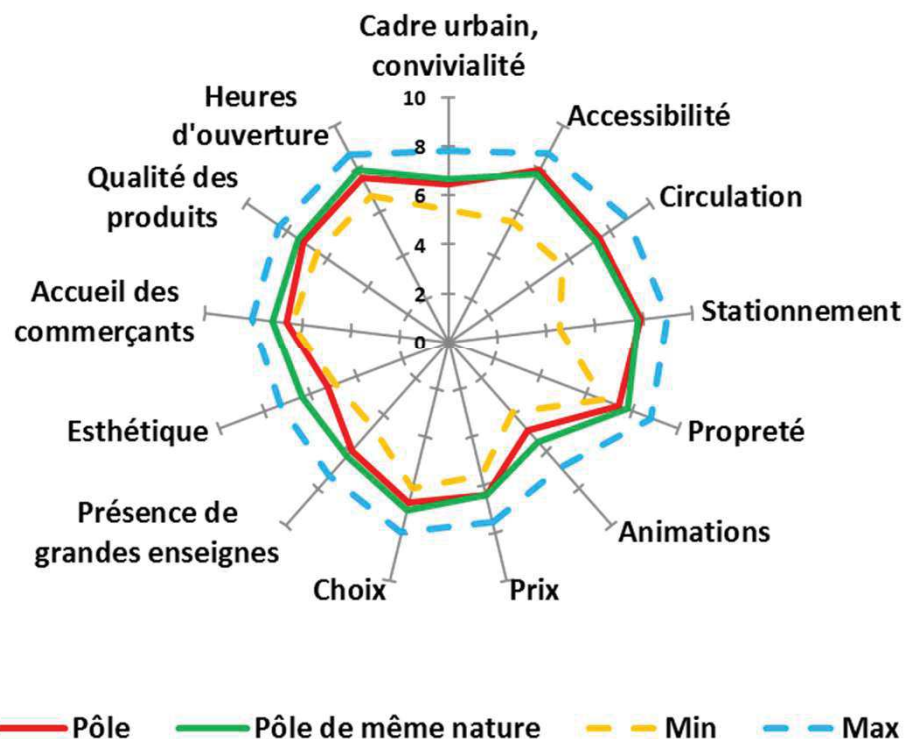 Cadre urbain,
convivialité
Accessibilité
Circulation
Stationnement
Propreté
Animations
Prix
Choix
Présence de
grandes enseignes
Esthétique
Accueil des
commerçants
Qualité des
produits
Heures
d'ouverture
10
8
6
4
2
0
Pôle
Pôle de même nature
Min
Max